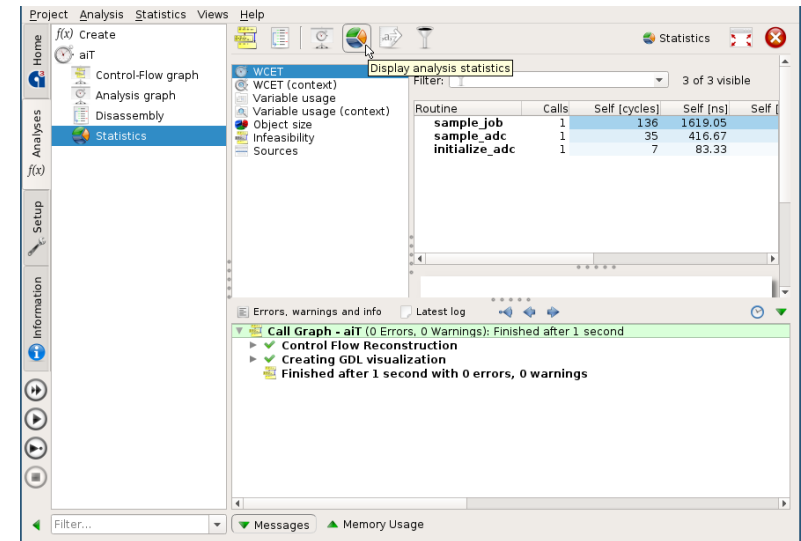 Project Analysis Statistics Views Help
Home
Analyses
f(x)
Setup
Information
f(x) Create
aiT
Control-Flow graph
Analysis graph
Disassembly
Statistics
Filter...
Statistics
Display analysis statistics
WCET
WCET (context)
Variable usage
Variable usage (context)
Object size
Infeasibility
Sources
Filter: 3 of 3 visible
Routine Calls Self [cycles] Self [ns] Self [
sample_job 1 136 1619.05
sample_adc 1 35 416.67
initialize_adc 1 7 83.33
Errors, warnings and info Latest log
Call Graph - aiT (0 Errors, 0 Warnings): Finished after 1 second
Control Flow Reconstruction
Creating GDL visualization
Finished after 1 second with 0 errors, 0 warnings
Messages Memory Usage